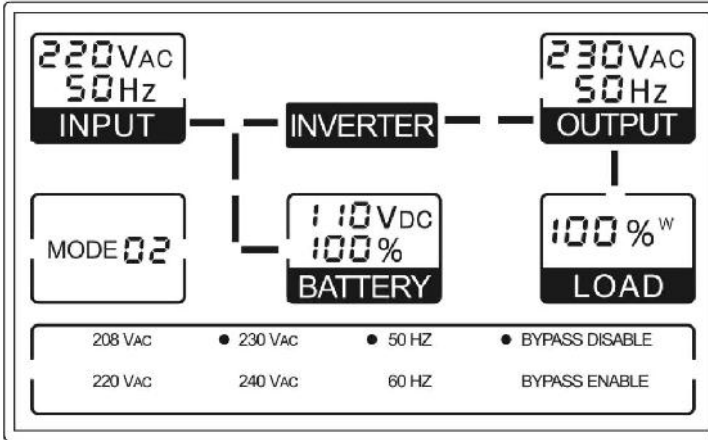 220VAC
50Hz
INPUT
INVERTER
230VAC
50Hz
OUTPUT
MODE 02
110VDC
100%
BATTERY
100%W
LOAD
208 VAC ● 230 VAC ● 50 HZ ● BYPASS DISABLE
220 VAC 240 VAC 60 HZ BYPASS ENABLE